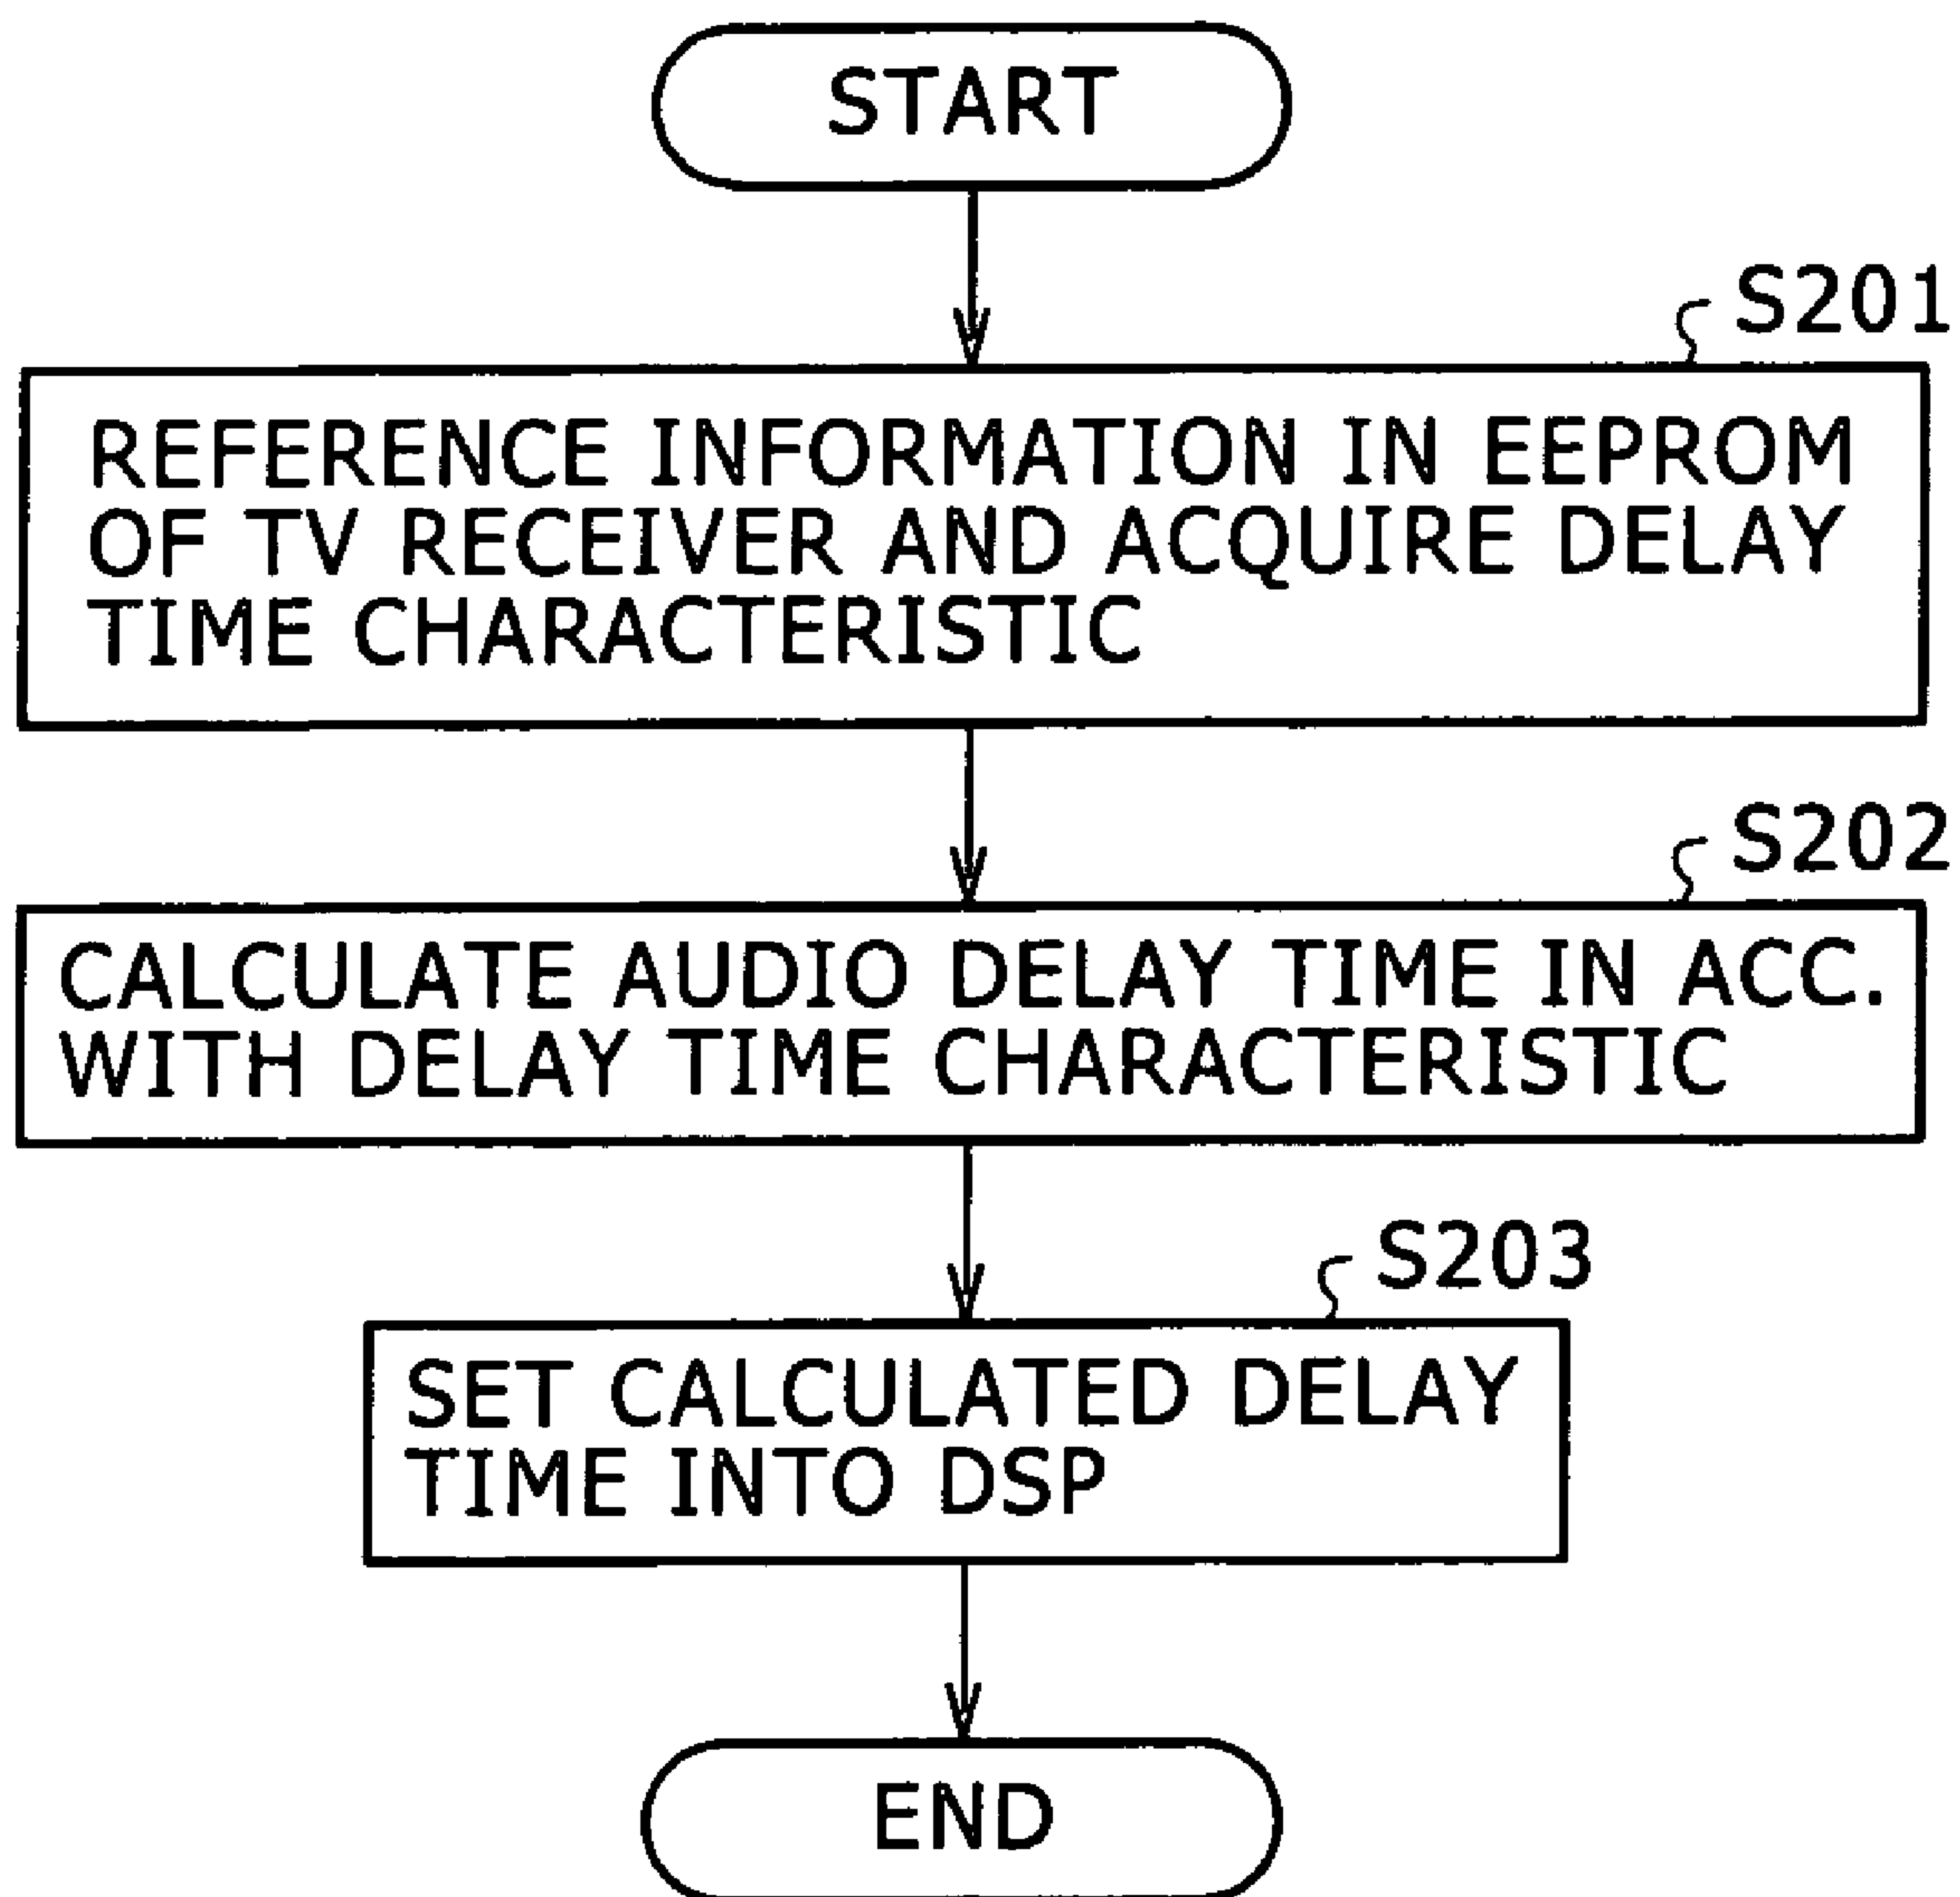 START
S201
REFERENCE INFORMATION IN EEPROM
OF TV RECEIVER AND ACQUIRE DELAY
TIME CHARACTERISTIC
S202
CALCULATE AUDIO DELAY TIME IN ACC.
WITH DELAY TIME CHARACTERISTIC
S203
SET CALCULATED DELAY
TIME INTO DSP
END